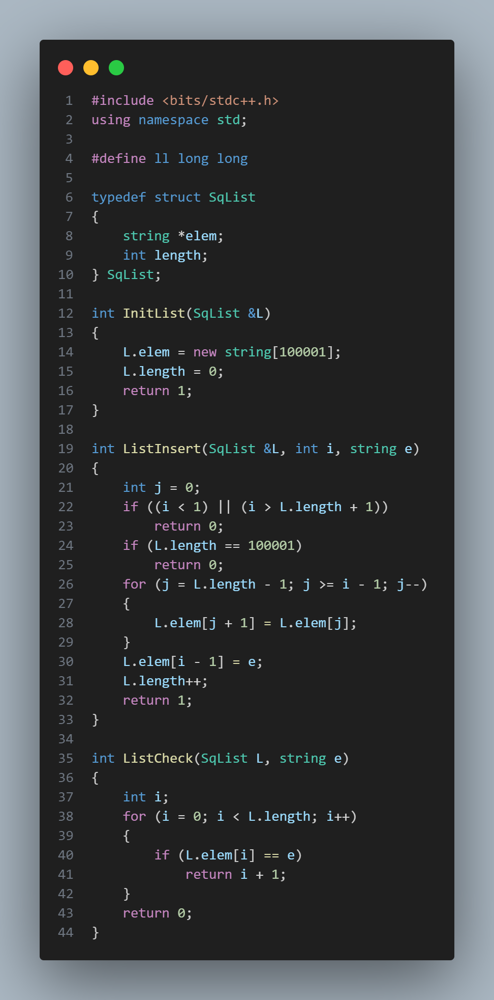 1 #include <bits/stdc++.h>
2 using namespace std;
3
4 #define ll long long
5
6 typedef struct SqList
7 {
8     string *elem;
9     int length;
10 } SqList;
11
12 int InitList(SqList &L)
13 {
14     L.elem = new string[100001];
15     L.length = 0;
16     return 1;
17 }
18
19 int ListInsert(SqList &L, int i, string e)
20 {
21     int j = 0;
22     if ((i < 1) || (i > L.length + 1))
23         return 0;
24     if (L.length == 100001)
25         return 0;
26     for (j = L.length - 1; j >= i - 1; j--)
27     {
28         L.elem[j + 1] = L.elem[j];
29     }
30     L.elem[i - 1] = e;
31     L.length++;
32     return 1;
33 }
34
35 int ListCheck(SqList L, string e)
36 {
37     int i;
38     for (i = 0; i < L.length; i++)
39     {
40         if (L.elem[i] == e)
41             return i + 1;
42     }
43     return 0;
44 }